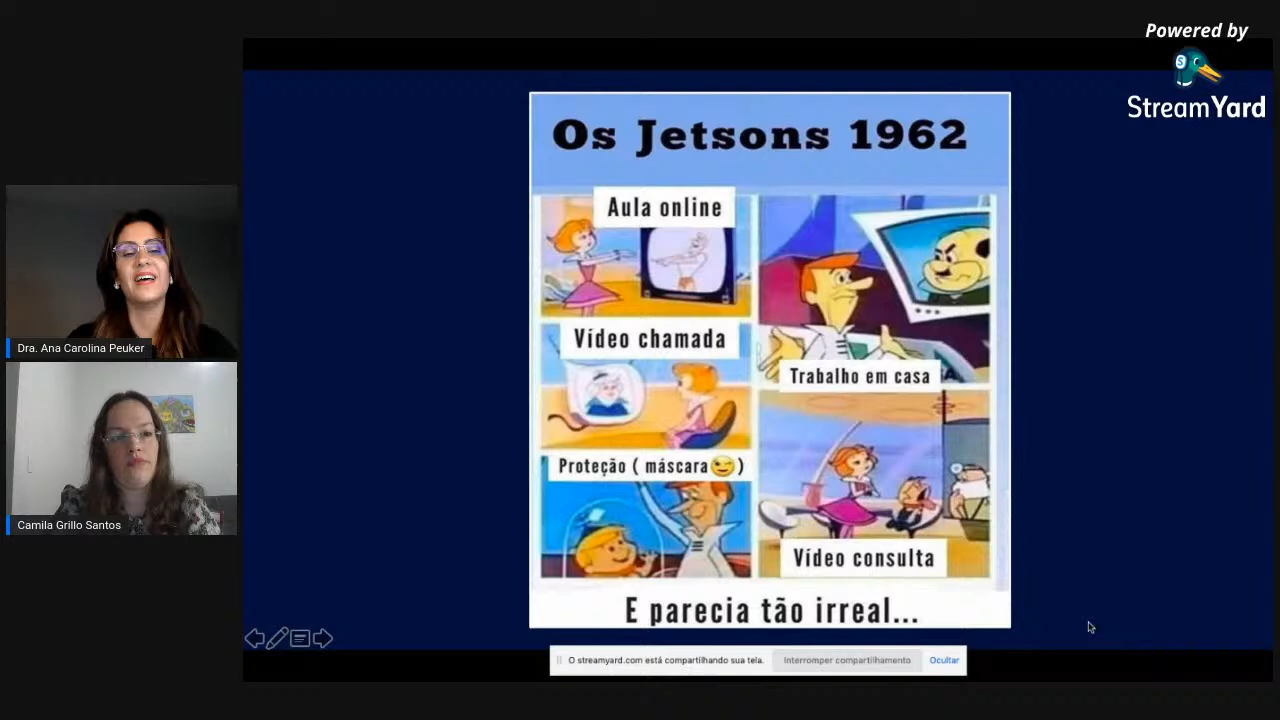 Powered by
StreamYard
Os Jetsons 1962
Aula online
Vídeo chamada
Trabalho em casa
Proteção ( máscara😉 )
Vídeo consulta
E parecia tão irreal...
Dra. Ana Carolina Peuker
Camila Grillo Santos
O streamyard.com está compartilhando sua tela.
Interromper compartilhamento
Ocultar